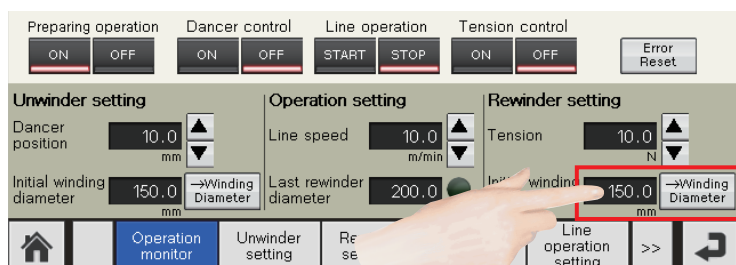 Preparing operation
Dancer control
Line operation
Tension control
ON OFF
ON OFF
START STOP
ON OFF
Error
Reset
Unwinder setting
Dancer
position
10.0
mm
Initial winding
diameter
150.0
mm
→Winding
Diameter
Operation setting
Line speed
10.0
m/min
Last rewinder
diameter
200.0
Rewinder setting
Tension
10.0
N
winding
150.0
mm
→Winding
Diameter
Operation
monitor
Unwinder
setting
Line
operation
setting
>>